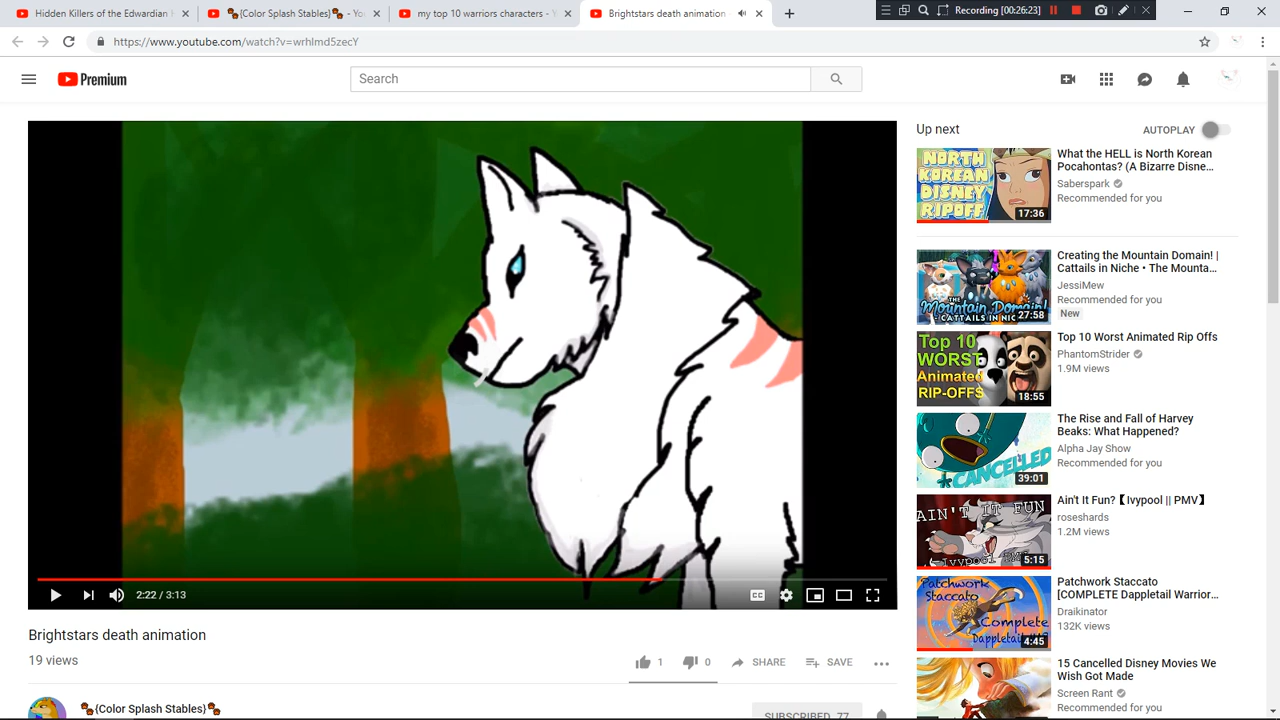 Hidden Killers of the Edwardian H
{Color Splash Stables} -
my top 10 warriors characters - Y
Brightstars death animation
Recording [00:26:23]
https://www.youtube.com/watch?v=wrhlmd5zecY
Premium
Search
2:22 / 3:13
CC
Brightstars death animation
19 views
1
0
SHARE
SAVE
{Color Splash Stables}
SUBSCRIBED 77
Up next
AUTOPLAY
NORTH
KOREAN
DISNEY
RIPOFF
17:36
What the HELL is North Korean
Pocahontas? (A Bizarre Disne...
Saberspark
Recommended for you
THE
Mountain Domain!
CATTAILS IN NIC
27:58
Creating the Mountain Domain! |
Cattails in Niche • The Mounta...
JessiMew
Recommended for you
New
Top 10
WORST
Animated
RIP-OFFS
18:55
Top 10 Worst Animated Rip Offs
PhantomStrider
1.9M views
CANCELLED
39:01
The Rise and Fall of Harvey
Beaks: What Happened?
Alpha Jay Show
Recommended for you
AIN'T IT FUN
Ivypool PMV
5:15
Ain't It Fun?【Ivypool || PMV】
roseshards
1.2M views
Patchwork
Staccato
Complete
Dappletail
4:45
Patchwork Staccato
[COMPLETE Dappletail Warrior...
Draikinator
132K views
15 Cancelled Disney Movies We
Wish Got Made
Screen Rant
Recommended for you